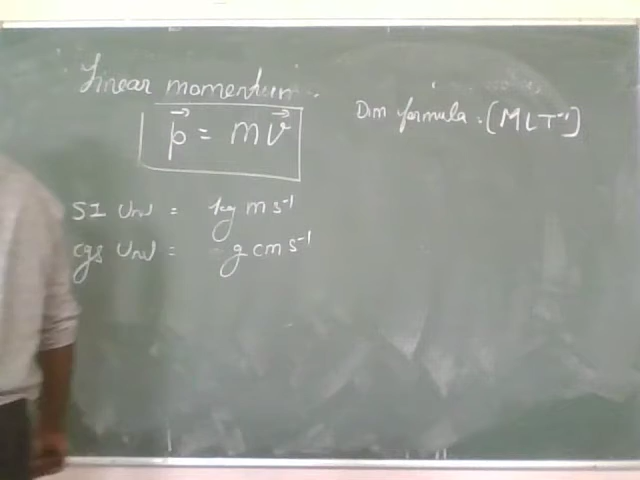 Linear momentum.
p⃗ = mv⃗
Dim formula : [MLT⁻¹]
SI Unit = kg m s⁻¹
cgs Unit = g cm s⁻¹